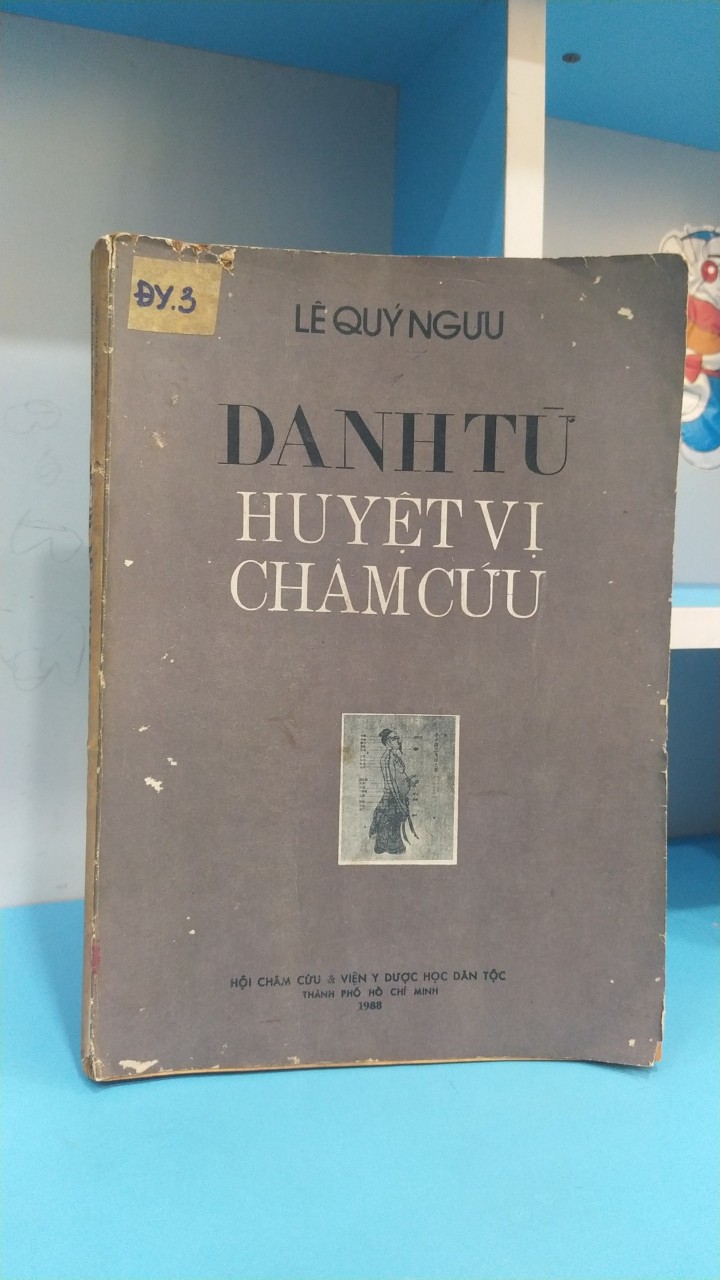 ĐY.3
LÊ QUÝ NGƯU
DANH TỪ
HUYỆT VỊ
CHÂM CỨU
HỘI CHÂM CỨU & VIỆN Y DƯỢC HỌC DÂN TỘC
THÀNH PHỐ HỒ CHÍ MINH
1988